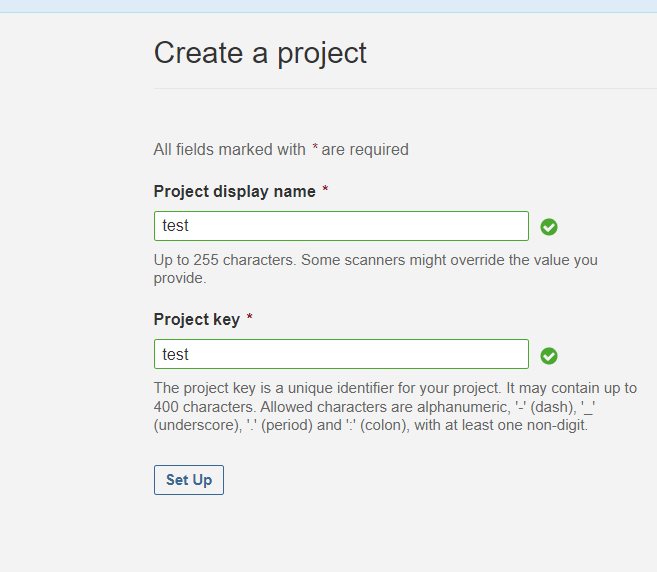 Create a project
All fields marked with * are required
Project display name *
test
Up to 255 characters. Some scanners might override the value you
provide.
Project key *
test
The project key is a unique identifier for your project. It may contain up to
400 characters. Allowed characters are alphanumeric, '-' (dash), '_'
(underscore), '.' (period) and ':' (colon), with at least one non-digit.
Set Up